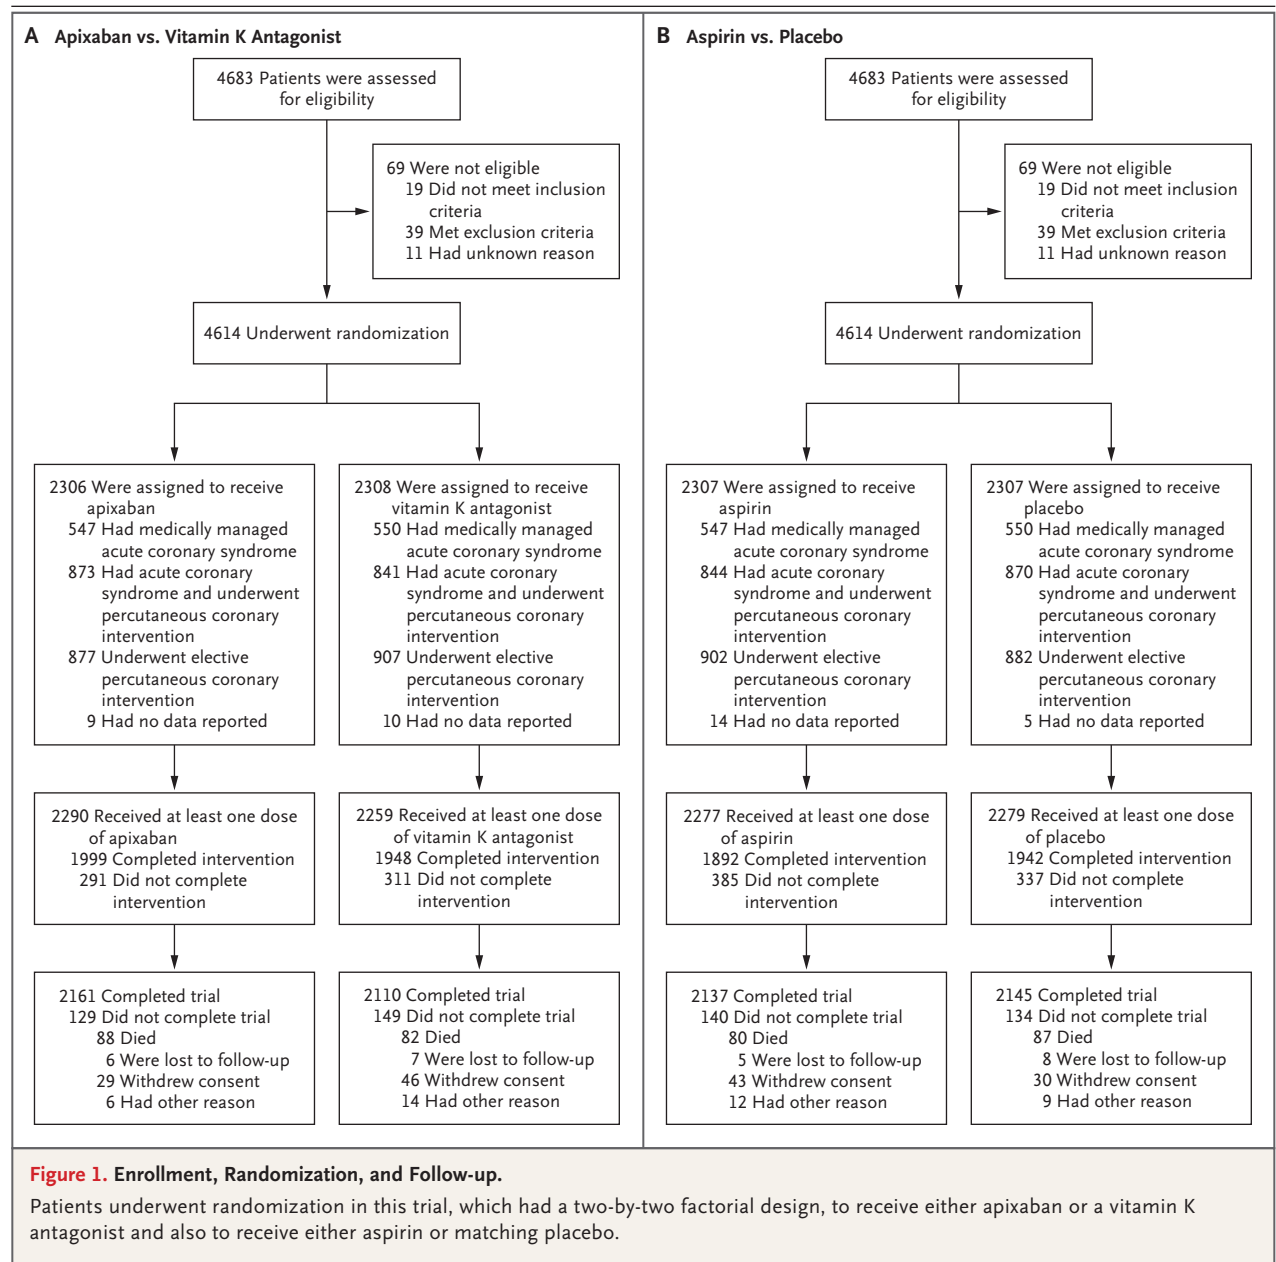 A Apixaban vs. Vitamin K Antagonist
4683 Patients were assessed
for eligibility
69 Were not eligible
19 Did not meet inclusion
criteria
39 Met exclusion criteria
11 Had unknown reason
4614 Underwent randomization
2306 Were assigned to receive
apixaban
547 Had medically managed
acute coronary syndrome
873 Had acute coronary
syndrome and underwent
percutaneous coronary
intervention
877 Underwent elective
percutaneous coronary
intervention
9 Had no data reported
2308 Were assigned to receive
vitamin K antagonist
550 Had medically managed
acute coronary syndrome
841 Had acute coronary
syndrome and underwent
percutaneous coronary
intervention
907 Underwent elective
percutaneous coronary
intervention
10 Had no data reported
2290 Received at least one dose
of apixaban
1999 Completed intervention
291 Did not complete
intervention
2259 Received at least one dose
of vitamin K antagonist
1948 Completed intervention
311 Did not complete
intervention
2161 Completed trial
129 Did not complete trial
88 Died
6 Were lost to follow-up
29 Withdrew consent
6 Had other reason
2110 Completed trial
149 Did not complete trial
82 Died
7 Were lost to follow-up
46 Withdrew consent
14 Had other reason
B Aspirin vs. Placebo
4683 Patients were assessed
for eligibility
69 Were not eligible
19 Did not meet inclusion
criteria
39 Met exclusion criteria
11 Had unknown reason
4614 Underwent randomization
2307 Were assigned to receive
aspirin
547 Had medically managed
acute coronary syndrome
844 Had acute coronary
syndrome and underwent
percutaneous coronary
intervention
902 Underwent elective
percutaneous coronary
intervention
14 Had no data reported
2307 Were assigned to receive
placebo
550 Had medically managed
acute coronary syndrome
870 Had acute coronary
syndrome and underwent
percutaneous coronary
intervention
882 Underwent elective
percutaneous coronary
intervention
5 Had no data reported
2277 Received at least one dose
of aspirin
1892 Completed intervention
385 Did not complete
intervention
2279 Received at least one dose
of placebo
1942 Completed intervention
337 Did not complete
intervention
2137 Completed trial
140 Did not complete trial
80 Died
5 Were lost to follow-up
43 Withdrew consent
12 Had other reason
2145 Completed trial
134 Did not complete trial
87 Died
8 Were lost to follow-up
30 Withdrew consent
9 Had other reason
Figure 1. Enrollment, Randomization, and Follow-up.
Patients underwent randomization in this trial, which had a two-by-two factorial design, to receive either apixaban or a vitamin K
antagonist and also to receive either aspirin or matching placebo.